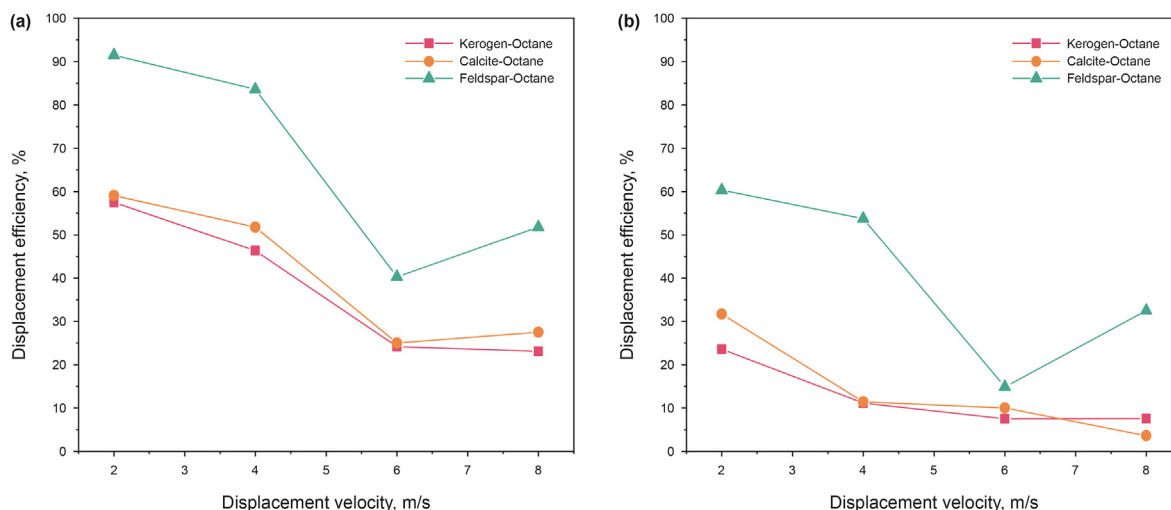 (a)
100
90
80
70
60
50
40
30
20
10
0
Displacement efficiency, %
Kerogen-Octane
Calcite-Octane
Feldspar-Octane
2 3 4 5 6 7 8
Displacement velocity, m/s
(b)
100
90
80
70
60
50
40
30
20
10
0
Displacement efficiency, %
Kerogen-Octane
Calcite-Octane
Feldspar-Octane
2 3 4 5 6 7 8
Displacement velocity, m/s